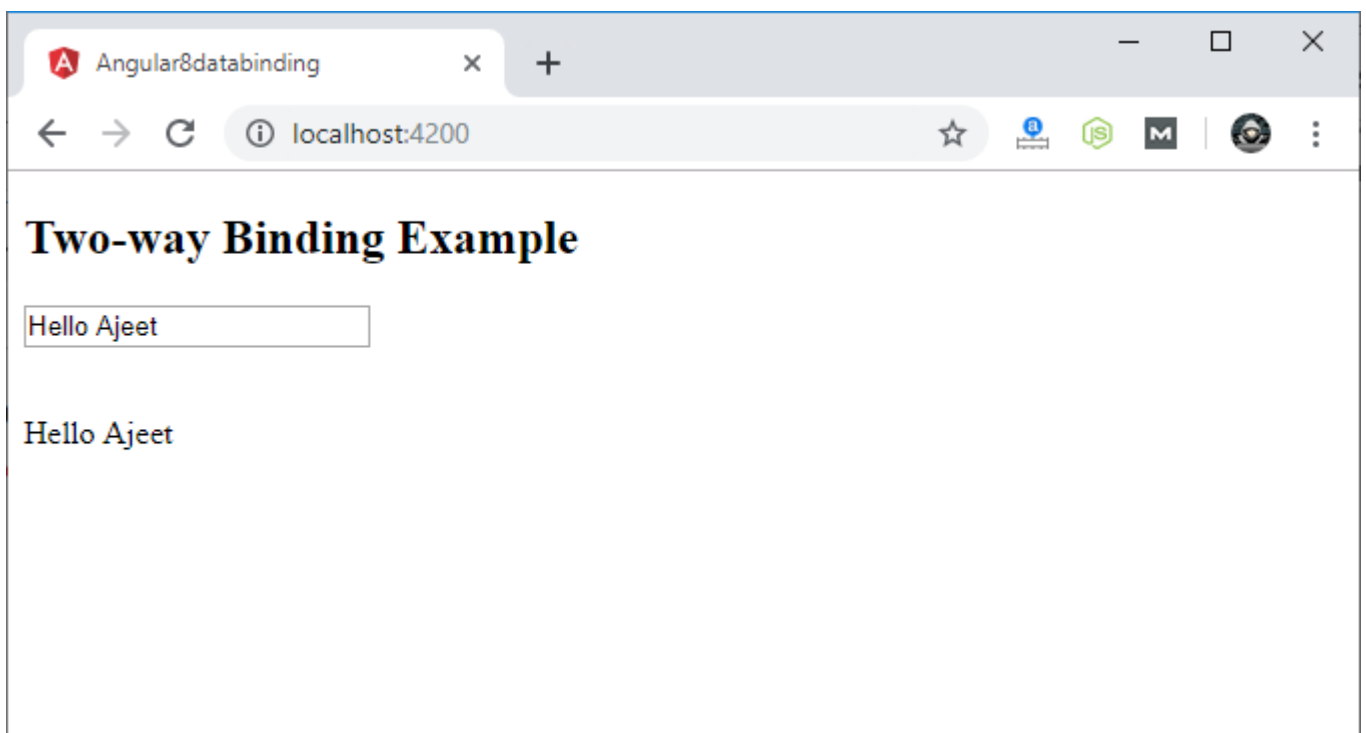 Angular8databinding
localhost:4200
Two-way Binding Example
Hello Ajeet
Hello Ajeet